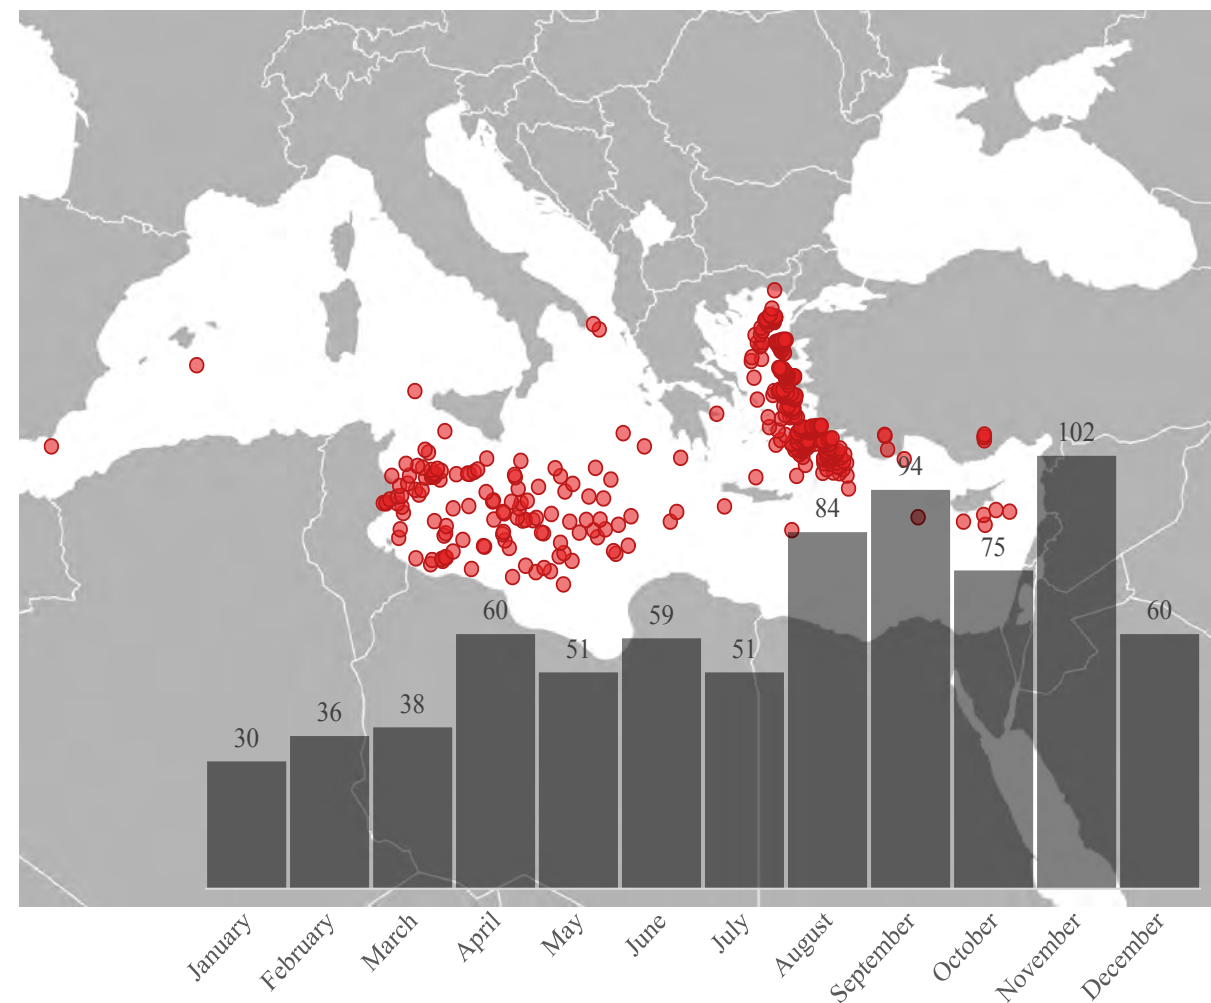 102
94
84
75
60
59
60
51
51
38
36
30
January
February
March
April
May
June
July
August
September
October
November
December